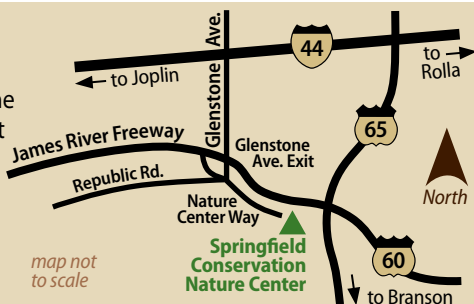 Glenstone Ave.
44
to Joplin
to
Rolla
he
t
65
James River Freeway
Glenstone
Ave. Exit
Republic Rd.
Nature
Center Way
North
Springfield
Conservation
Nature Center
60
map not
to scale
to Branson